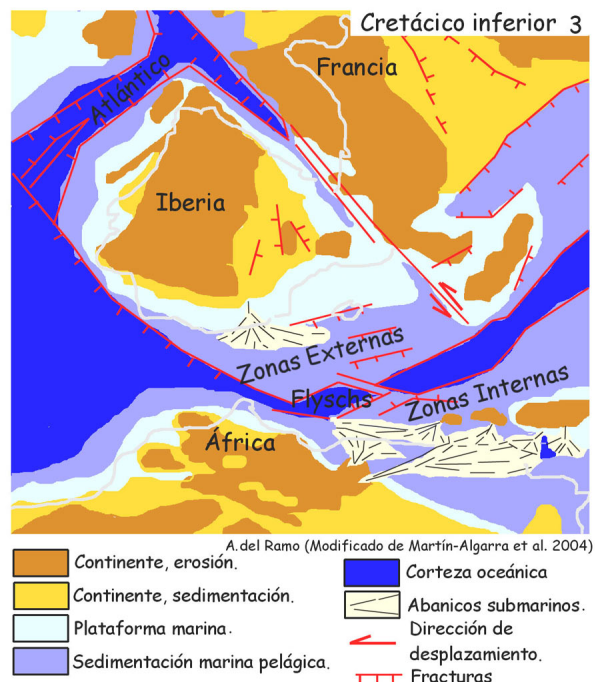 Cretácico inferior 3
Francia
Atlántico
Iberia
Zonas Externas
Flyschs
Zonas Internas
África
A.del Ramo (Modificado de Martín-Algarra et al. 2004)
Continente, erosión.
Continente, sedimentación.
Plataforma marina.
Sedimentación marina pelágica.
Corteza oceánica
Abanicos submarinos.
Dirección de
desplazamiento.
Fracturas